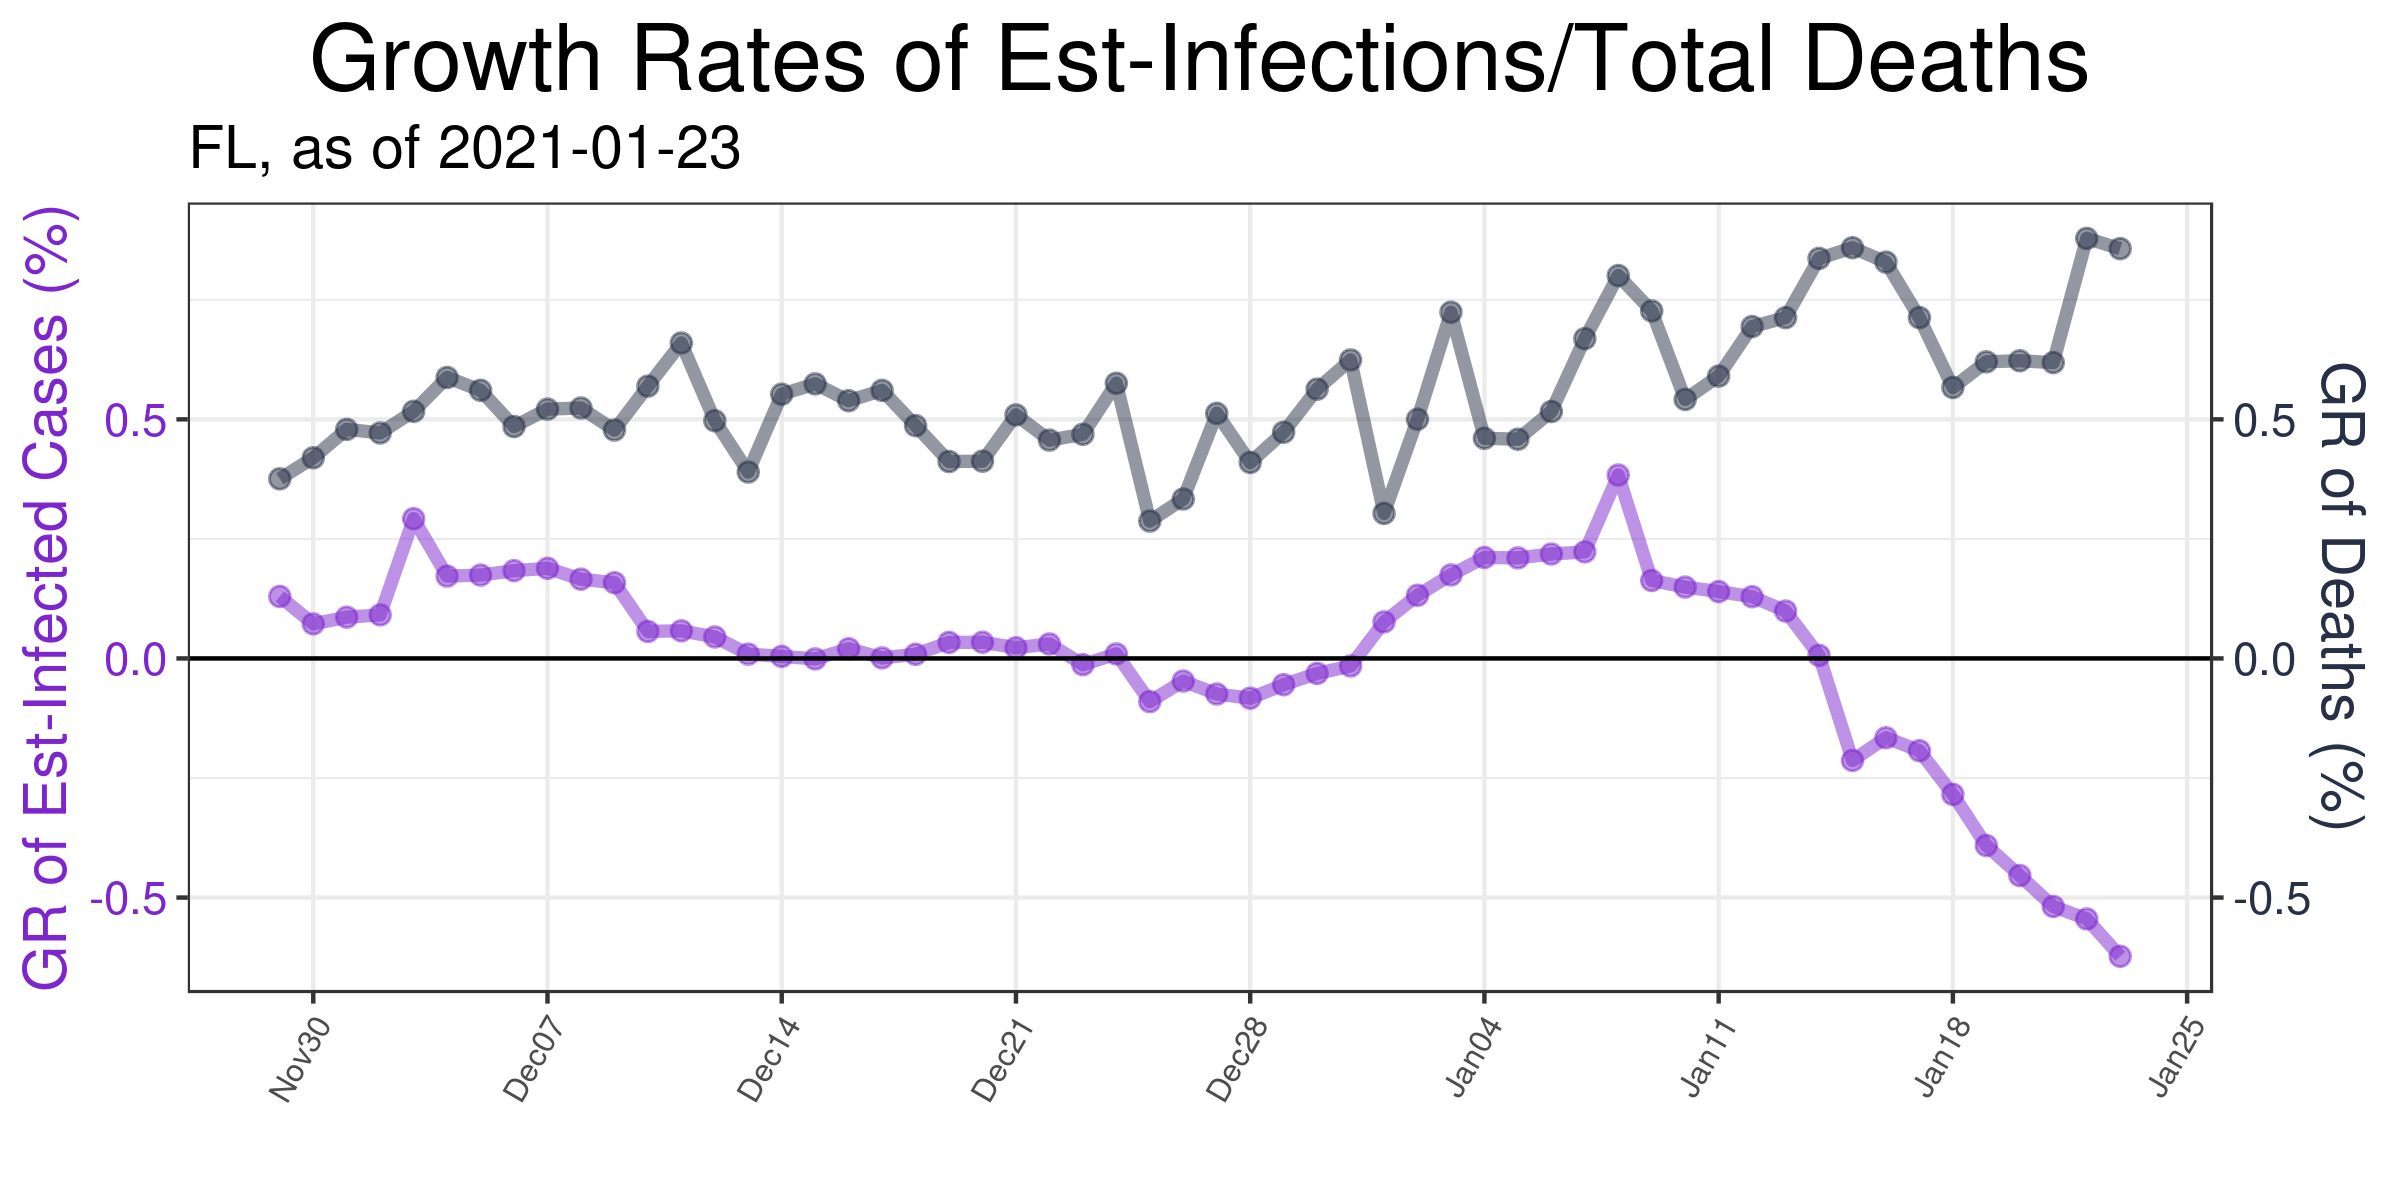 Growth Rates of Est-Infections/Total Deaths
FL, as of 2021-01-23
GR of Est-Infected Cases (%)
0.5
0.0
-0.5
0.5
0.0
-0.5
GR of Deaths (%)
Nov30
Dec07
Dec14
Dec21
Dec28
Jan04
Jan11
Jan18
Jan25